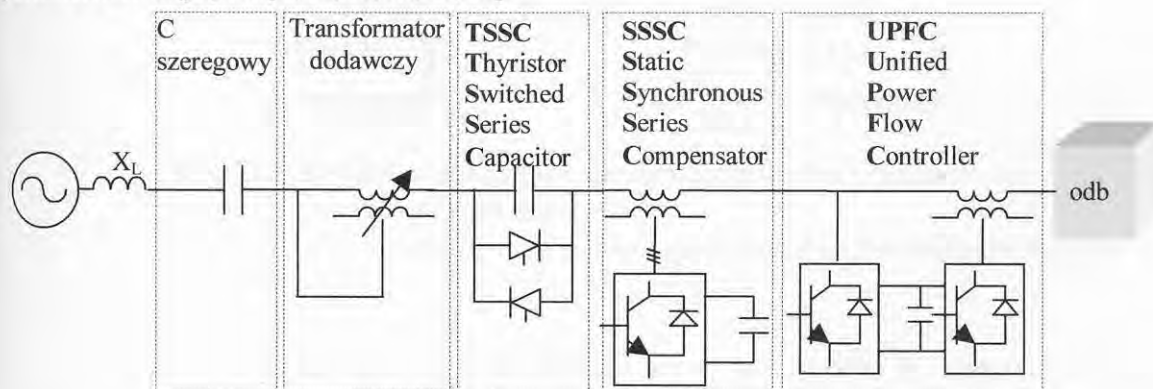 C
szeregowy
Transformator
dodawczy
TSSC
Thyristor
Switched
Series
Capacitor
SSSC
Static
Synchronous
Series
Compensator
UPFC
Unified
Power
Flow
Controller
X_L
odb